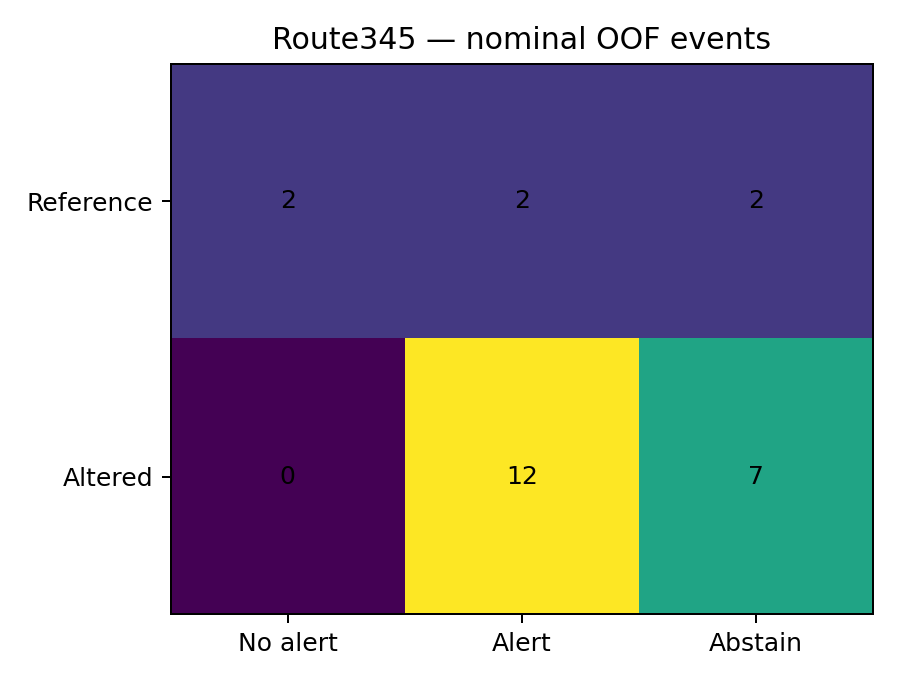 Route345 — nominal OOF events
Reference
2 2 2
Altered
0 12 7
No alert Alert Abstain